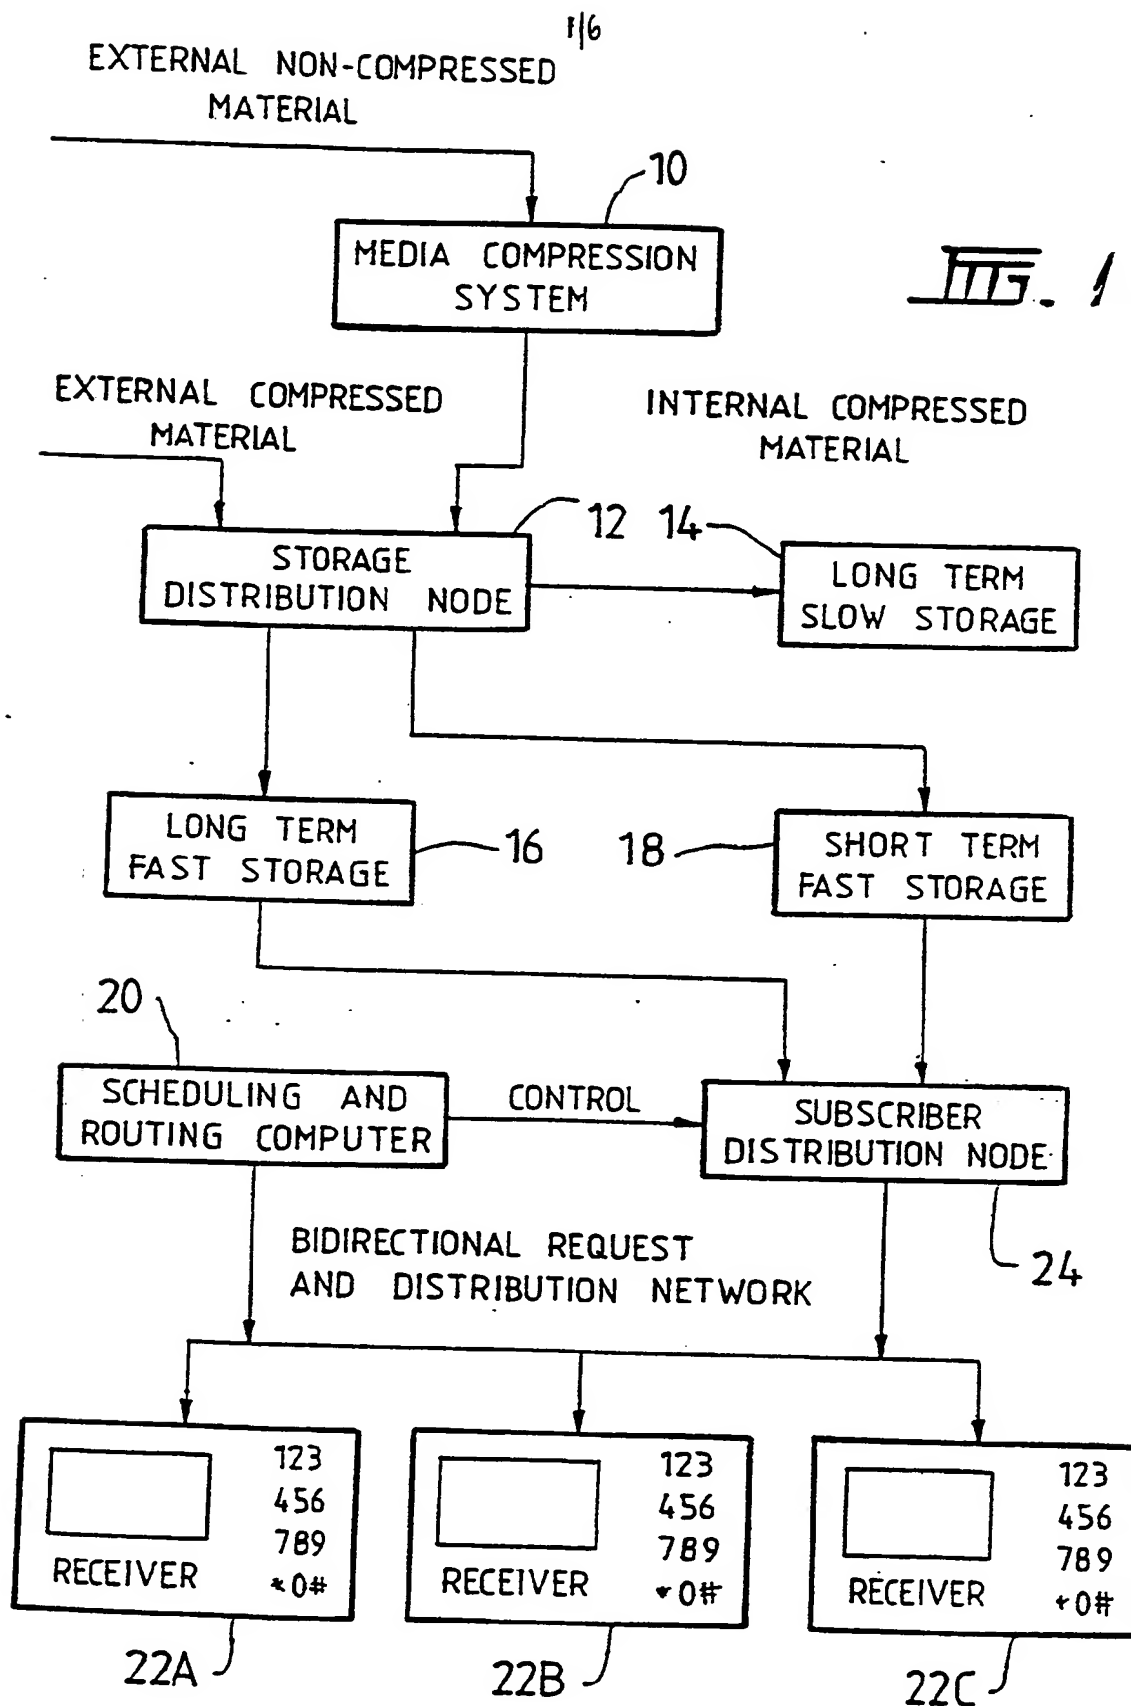 1/6
EXTERNAL NON-COMPRESSED
MATERIAL
10
MEDIA COMPRESSION
SYSTEM
FIG. 1
EXTERNAL COMPRESSED
MATERIAL
INTERNAL COMPRESSED
MATERIAL
12
14
STORAGE
DISTRIBUTION NODE
LONG TERM
SLOW STORAGE
LONG TERM
FAST STORAGE
16
18
SHORT TERM
FAST STORAGE
20
SCHEDULING AND
ROUTING COMPUTER
CONTROL
SUBSCRIBER
DISTRIBUTION NODE
24
BIDIRECTIONAL REQUEST
AND DISTRIBUTION NETWORK
123
456
789
*0#
RECEIVER
22A
123
456
789
*0#
RECEIVER
22B
123
456
789
*0#
RECEIVER
22C